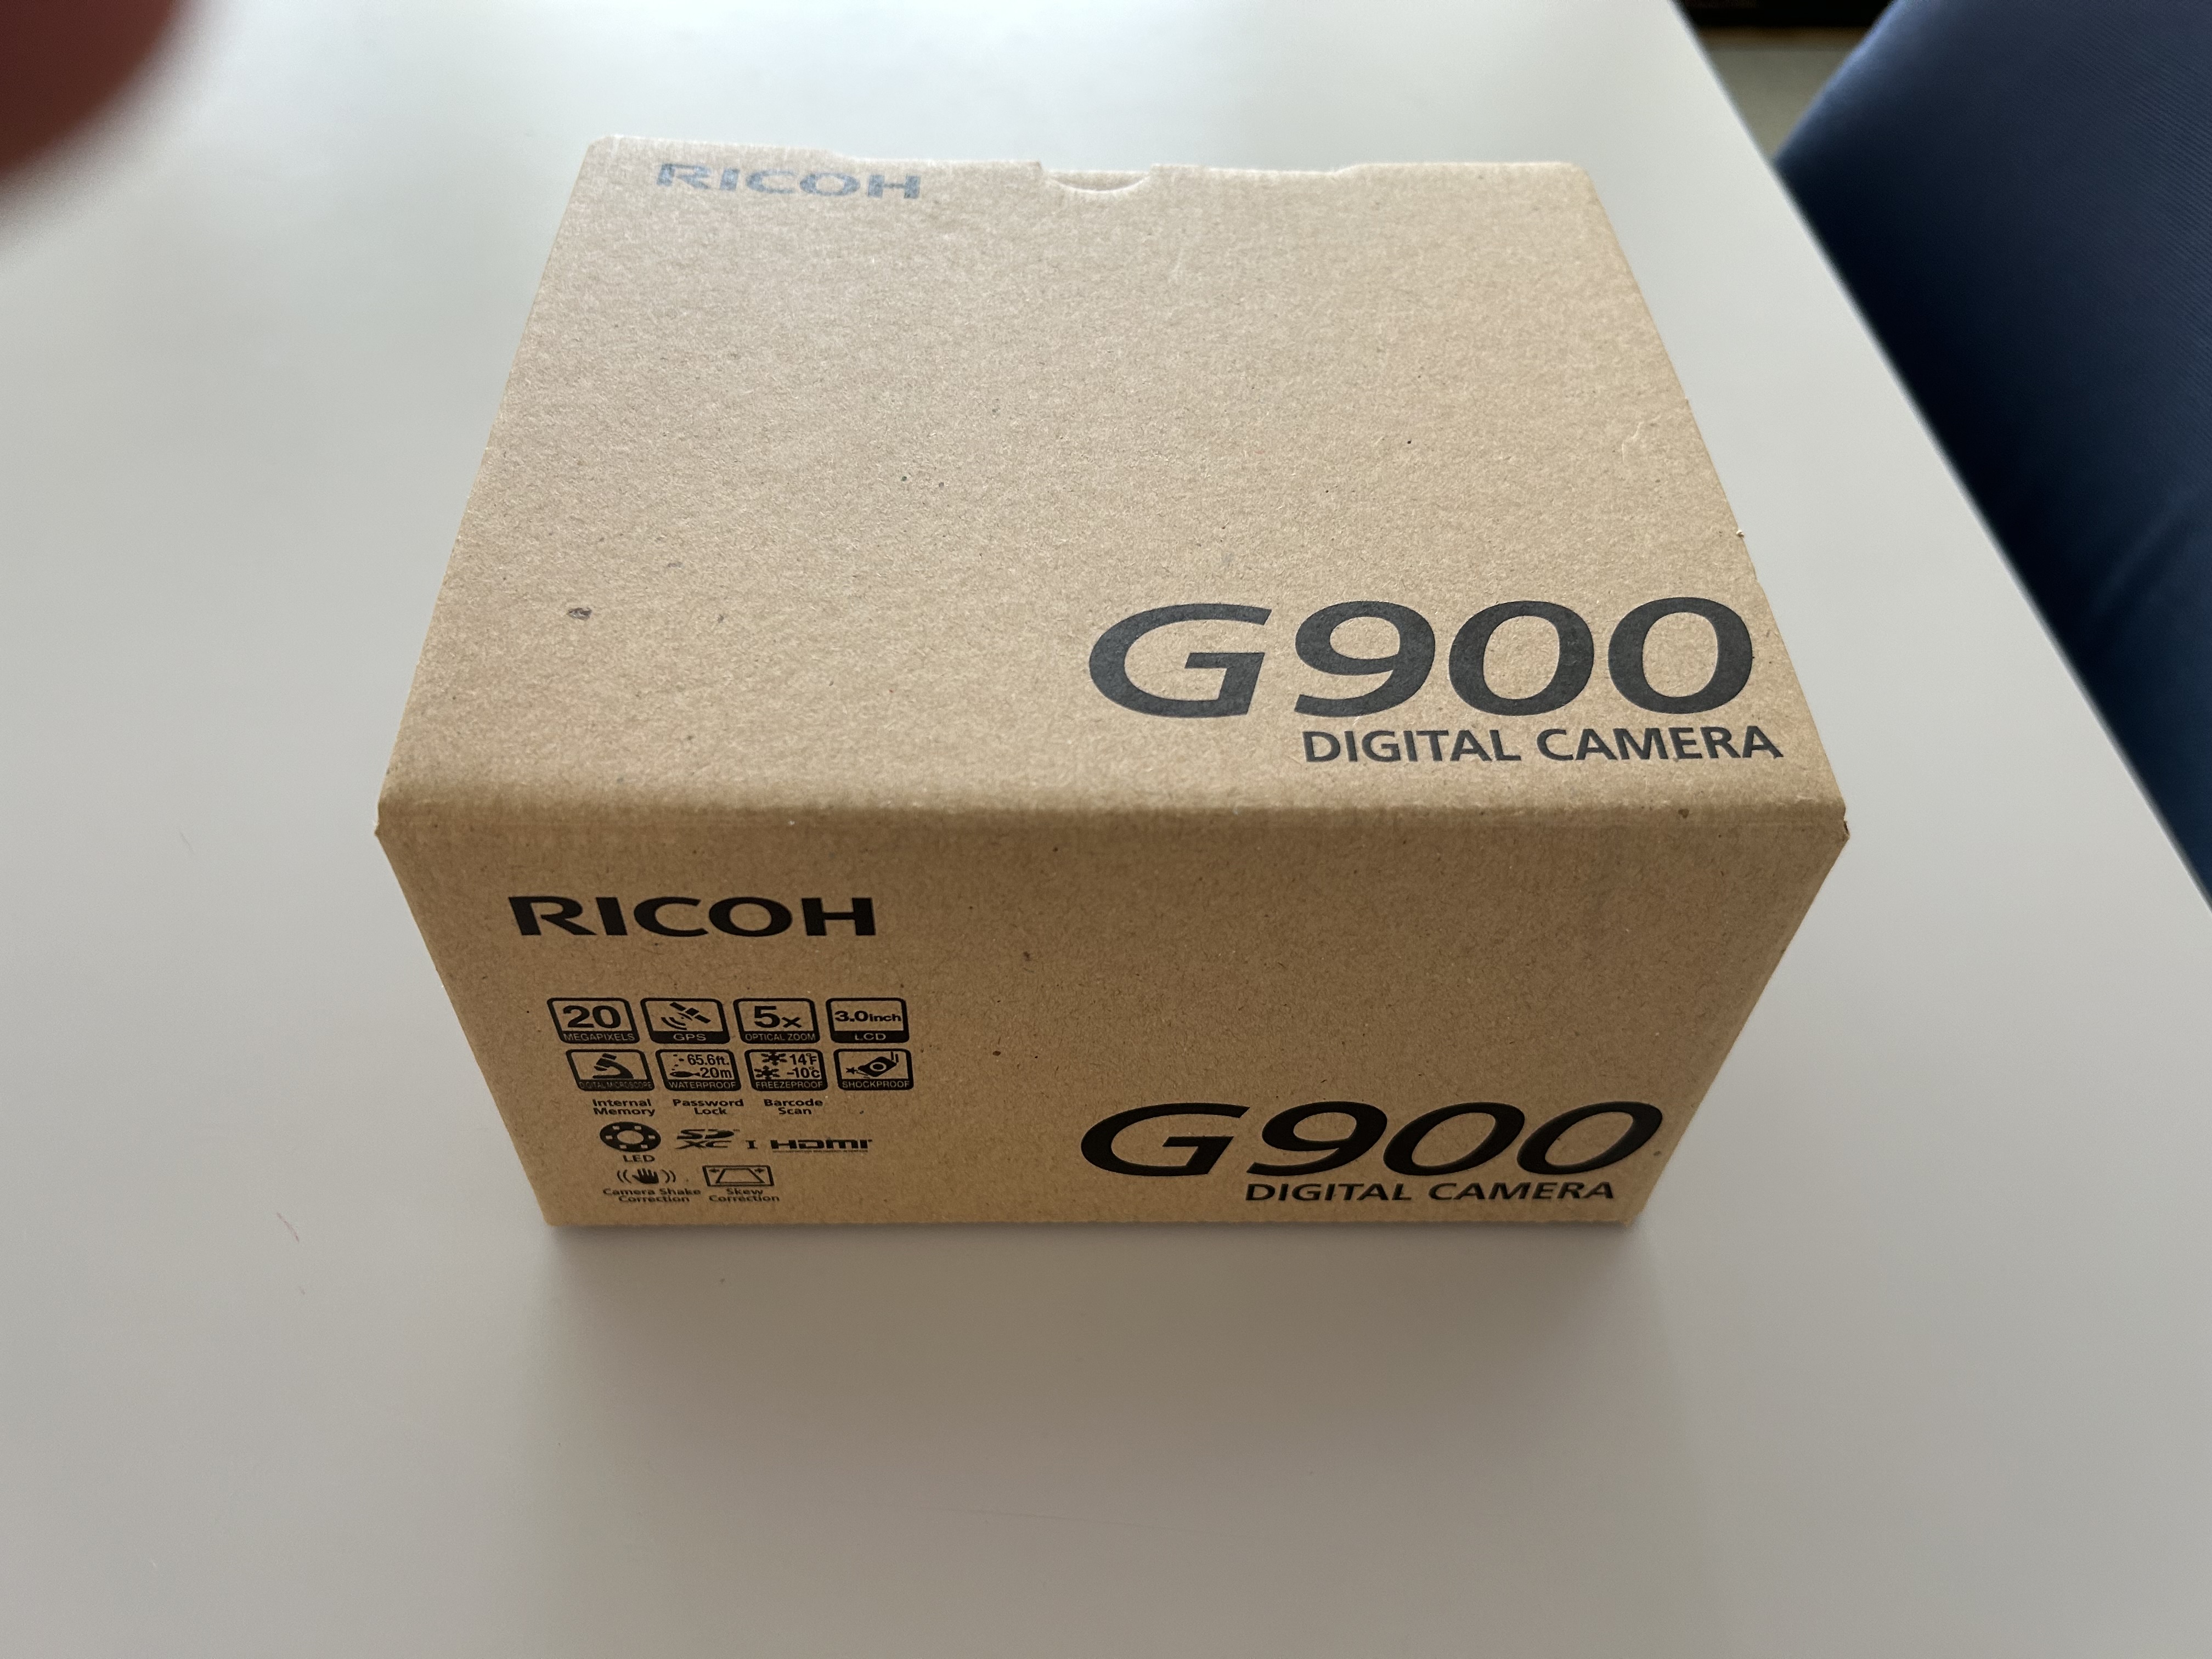 RICOH
G900
DIGITAL CAMERA
RICOH
20 MEGAPIXELS
GPS
5x OPTICAL ZOOM
3.0inch LCD
DIGITAL MICROSCOPE
65.6ft. 20m WATERPROOF
14°F -10°C FREEZEPROOF
SHOCKPROOF
Internal Memory
Password Lock
Barcode Scan
LED
SD XC I
HDMI
Camera Shake Correction
Skew Correction
G900
DIGITAL CAMERA